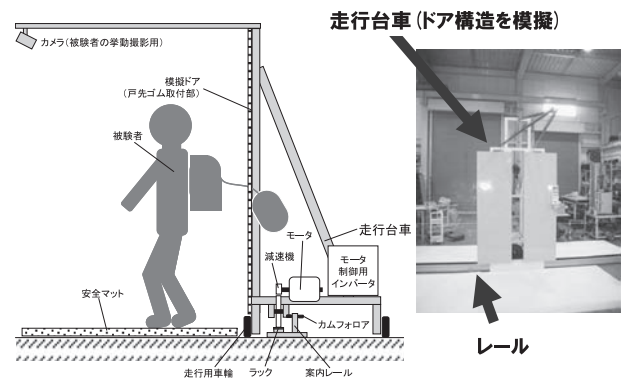 走行台車（ドア構造を模擬）
カメラ（被験者の挙動撮影用）
模擬ドア
（戸先ゴム取付部）
被験者
走行台車
モータ
減速機
モータ
制御用
インバータ
安全マット
カムフォロア
走行用車輪
ラック
案内レール
レール